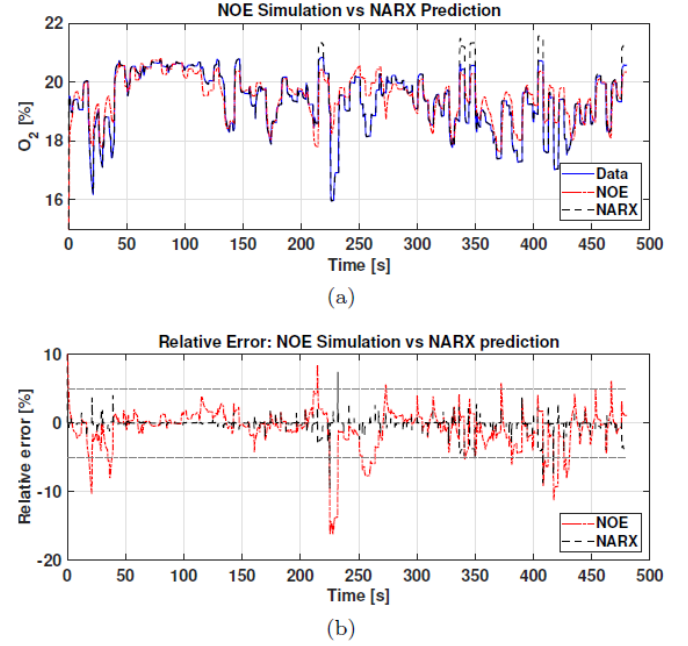 NOE Simulation vs NARX Prediction
22
20
18
16
O2 [%]
0 50 100 150 200 250 300 350 400 450 500
Time [s]
Data
NOE
NARX
(a)
Relative Error: NOE Simulation vs NARX prediction
10
0
-10
-20
Relative error [%]
0 50 100 150 200 250 300 350 400 450 500
Time [s]
NOE
NARX
(b)